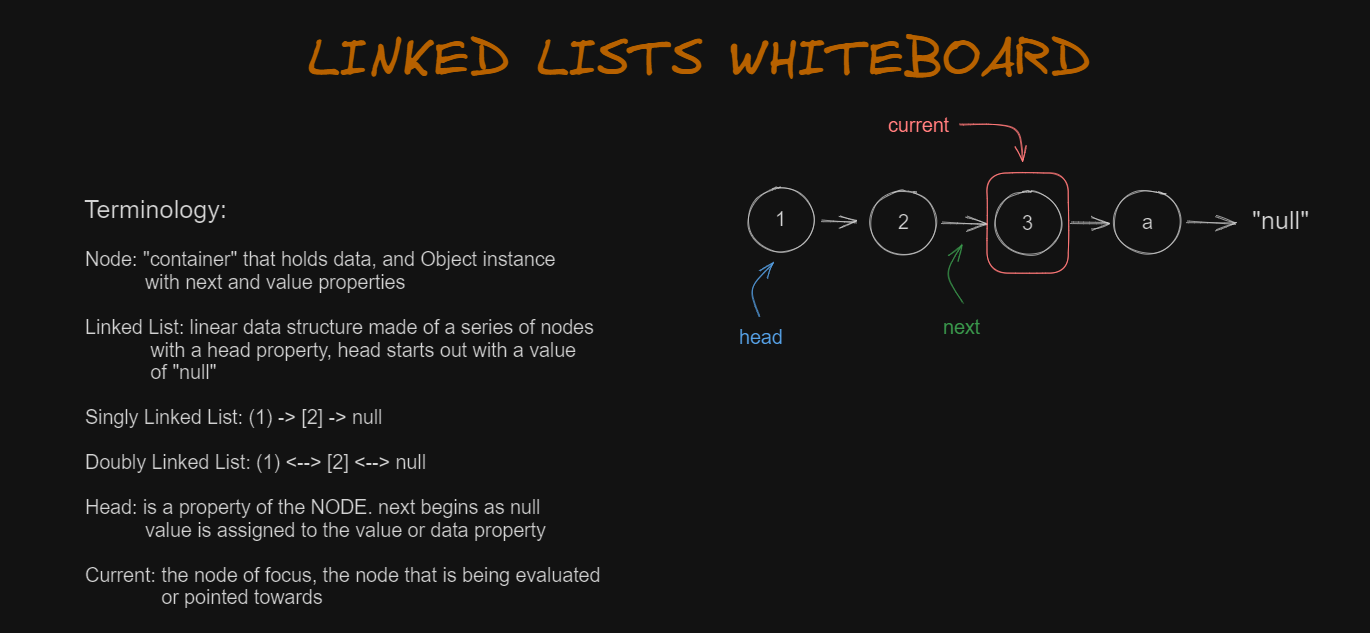 LINKED LISTS WHITEBOARD
Terminology:
Node: "container" that holds data, and Object instance
with next and value properties
Linked List: linear data structure made of a series of nodes
with a head property, head starts out with a value
of "null"
Singly Linked List: (1) -> [2] -> null
Doubly Linked List: (1) <--> [2] <--> null
Head: is a property of the NODE. next begins as null
value is assigned to the value or data property
Current: the node of focus, the node that is being evaluated
or pointed towards
current
1 2 3 a "null"
head next